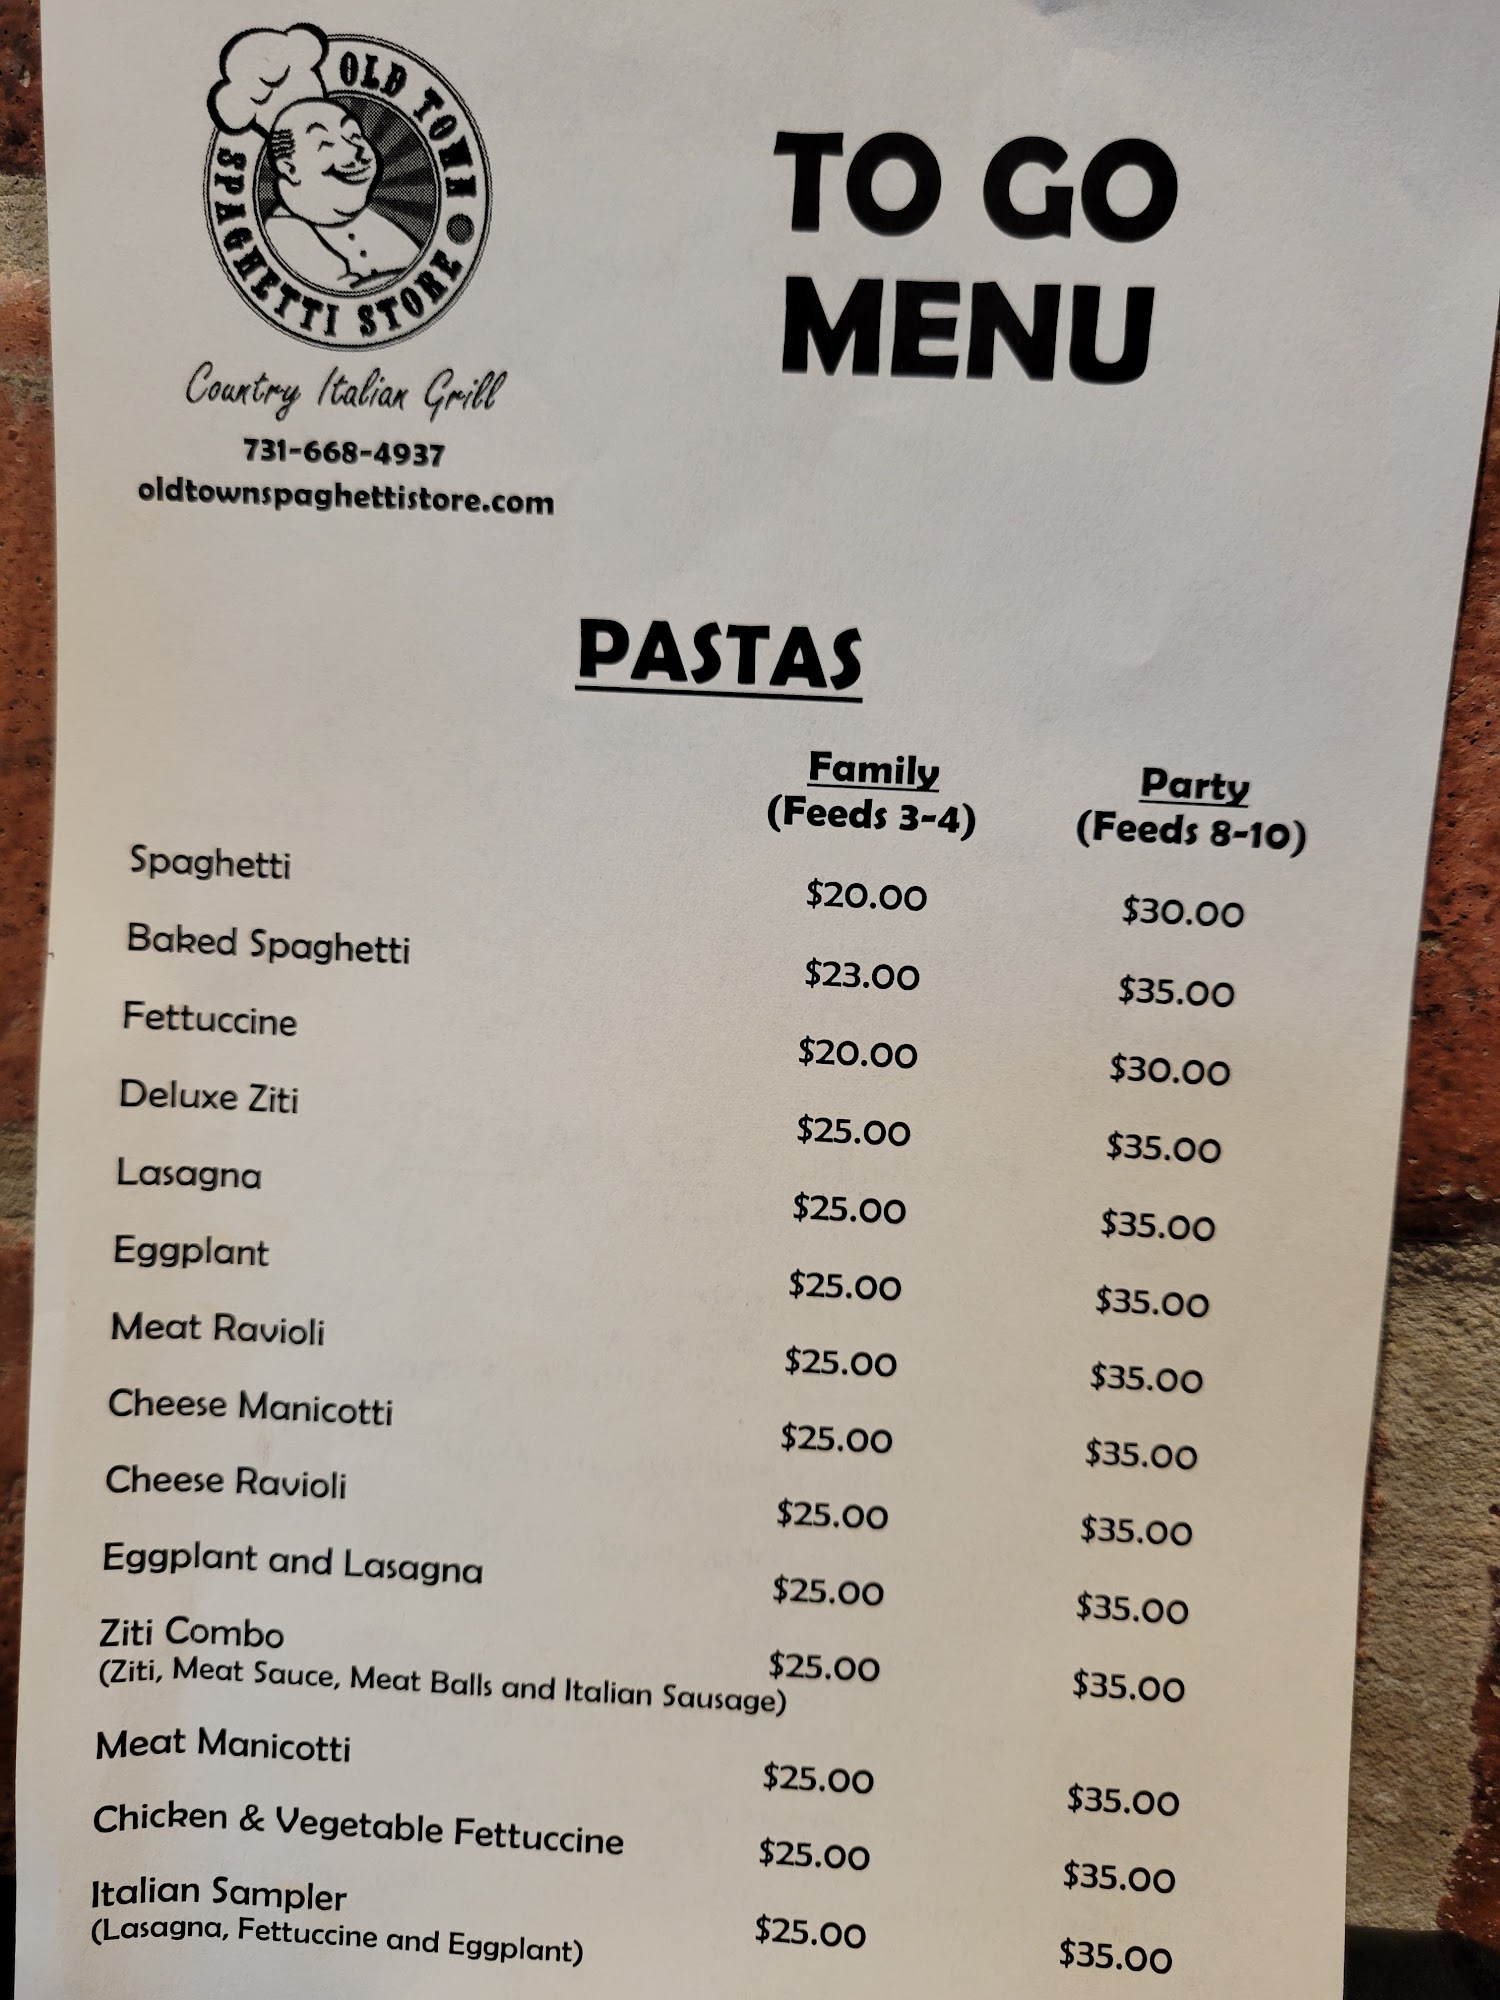 OLD TOWN
SPAGHETTI STORE
Country Italian Grill
731-668-4937
oldtownspaghettistore.com
TO GO
MENU
PASTAS
Family Party
(Feeds 3-4) (Feeds 8-10)
Spaghetti $20.00 $30.00
Baked Spaghetti $23.00 $35.00
Fettuccine $20.00 $30.00
Deluxe Ziti $25.00 $35.00
Lasagna $25.00 $35.00
Eggplant $25.00 $35.00
Meat Ravioli $25.00 $35.00
Cheese Manicotti $25.00 $35.00
Cheese Ravioli $25.00 $35.00
Eggplant and Lasagna $25.00 $35.00
Ziti Combo $25.00 $35.00
(Ziti, Meat Sauce, Meat Balls and Italian Sausage)
Meat Manicotti $25.00 $35.00
Chicken & Vegetable Fettuccine $25.00 $35.00
Italian Sampler $25.00 $35.00
(Lasagna, Fettuccine and Eggplant)